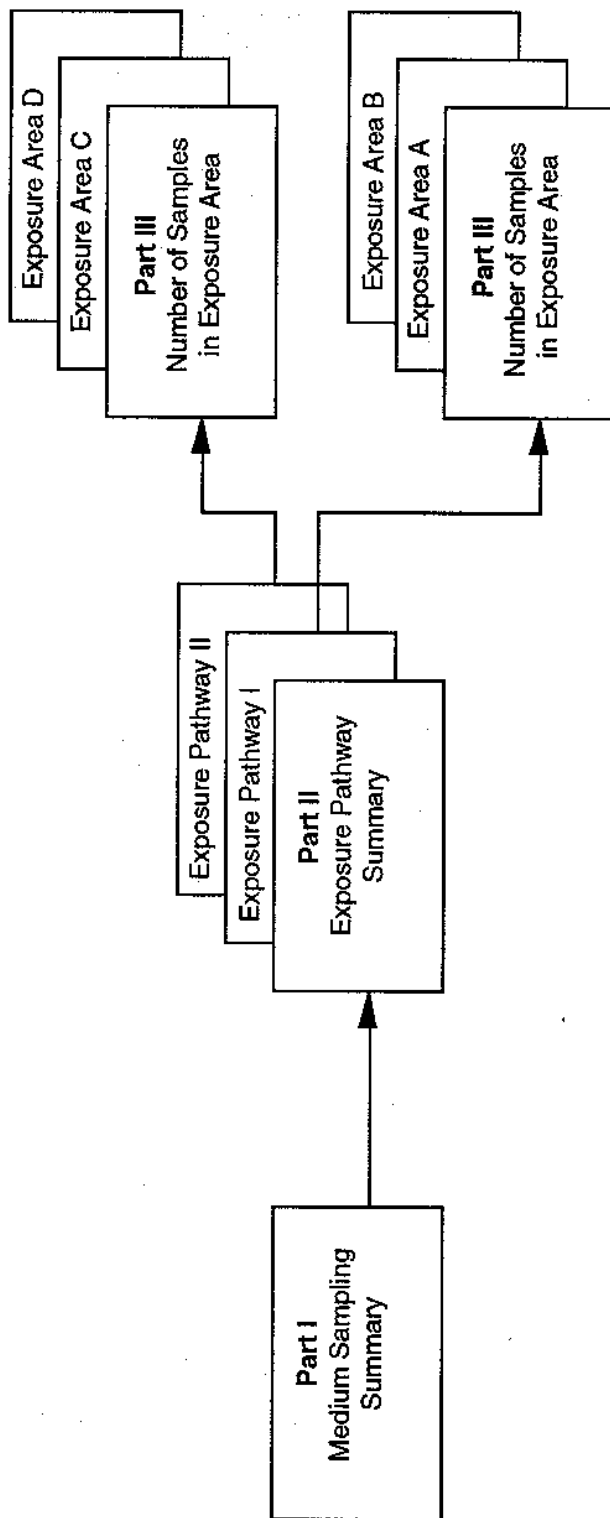 Part I
Medium Sampling
Summary
Exposure Pathway II
Exposure Pathway I
Part II
Exposure Pathway
Summary
Exposure Area D
Exposure Area C
Part III
Number of Samples
in Exposure Area
Exposure Area B
Exposure Area A
Part III
Number of Samples
in Exposure Area